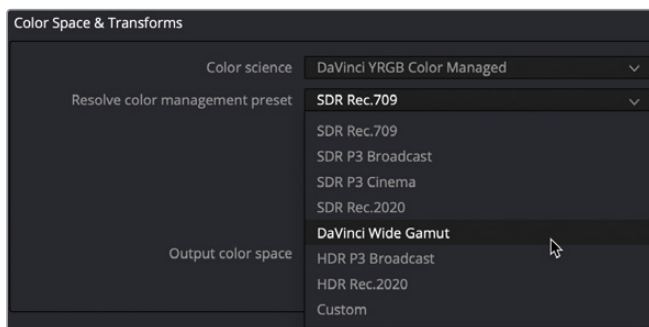 Color Space & Transforms
Color science DaVinci YRGB Color Managed
Resolve color management preset SDR Rec.709
SDR Rec.709
SDR P3 Broadcast
SDR P3 Cinema
SDR Rec.2020
DaVinci Wide Gamut
Output color space
HDR P3 Broadcast
HDR Rec.2020
Custom